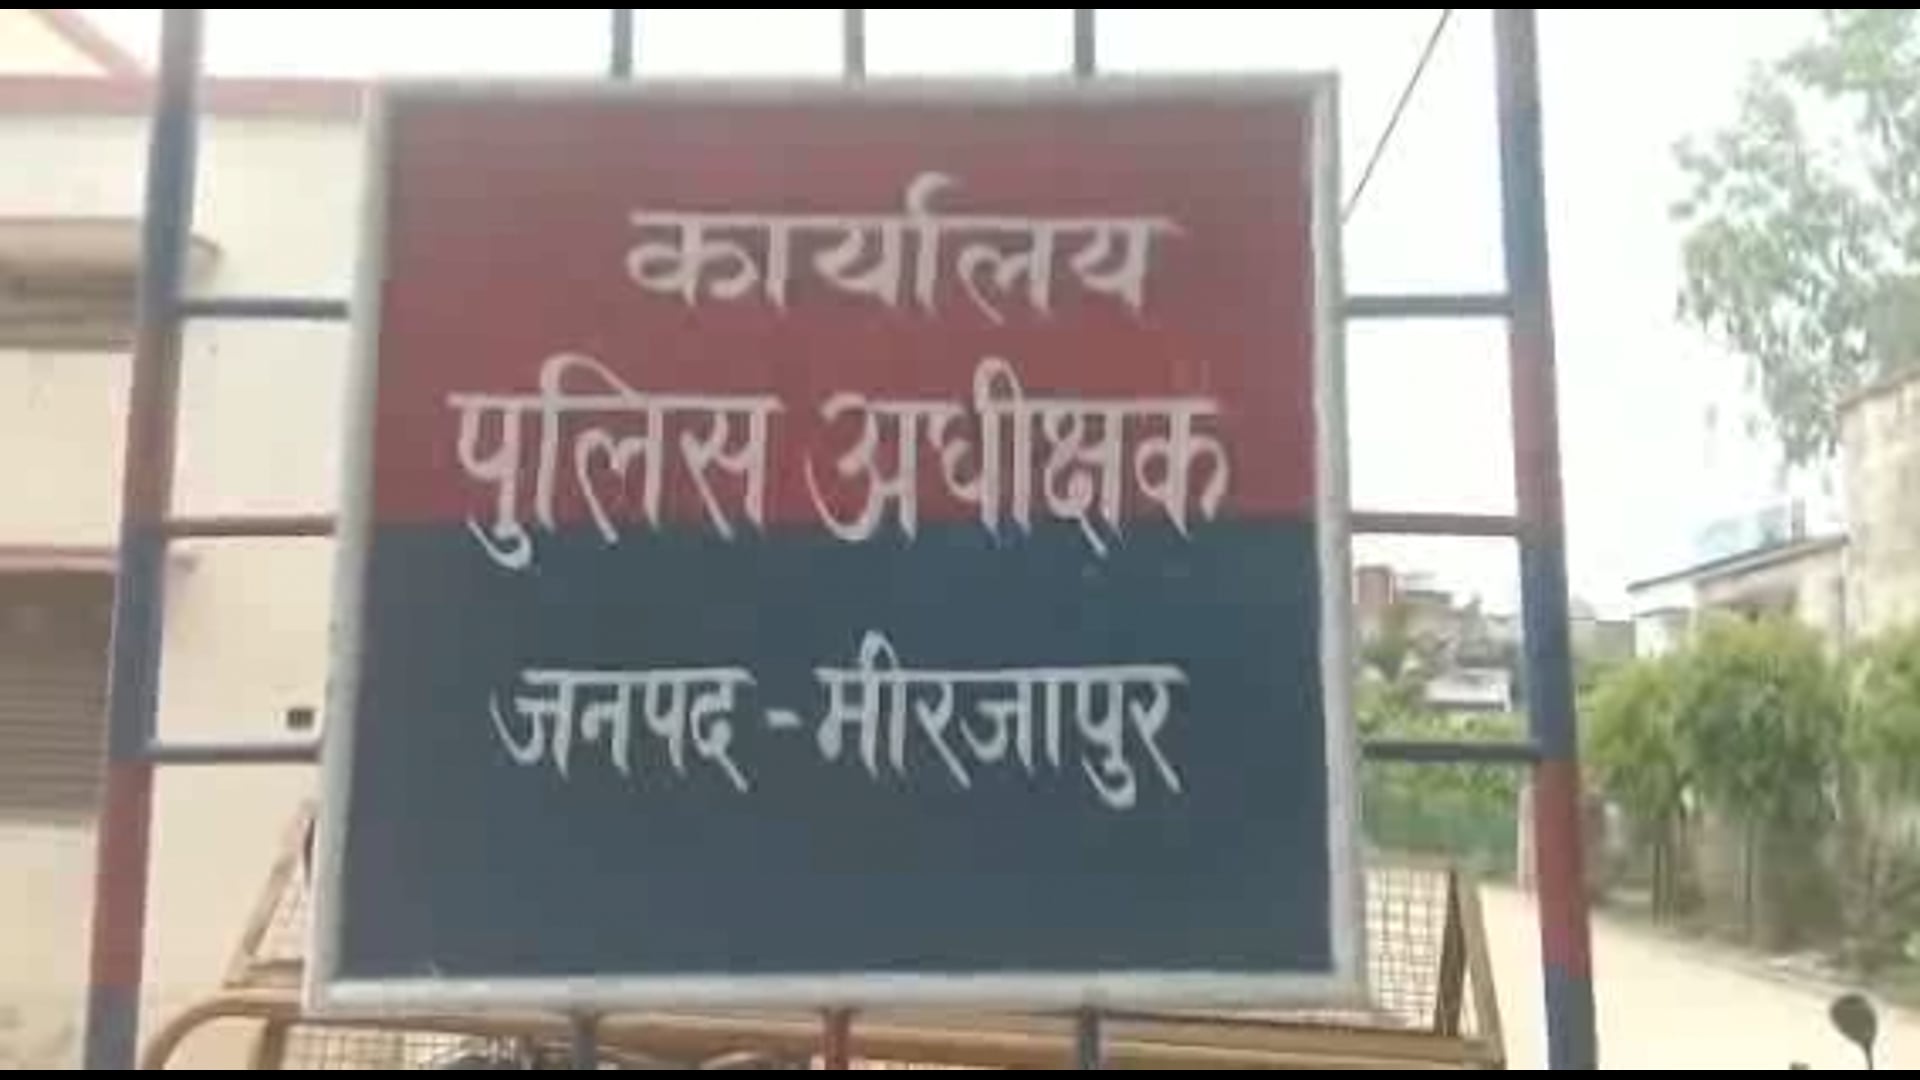 कार्यालय
पुलिस अधीक्षक
जनपद - मीरजापुर